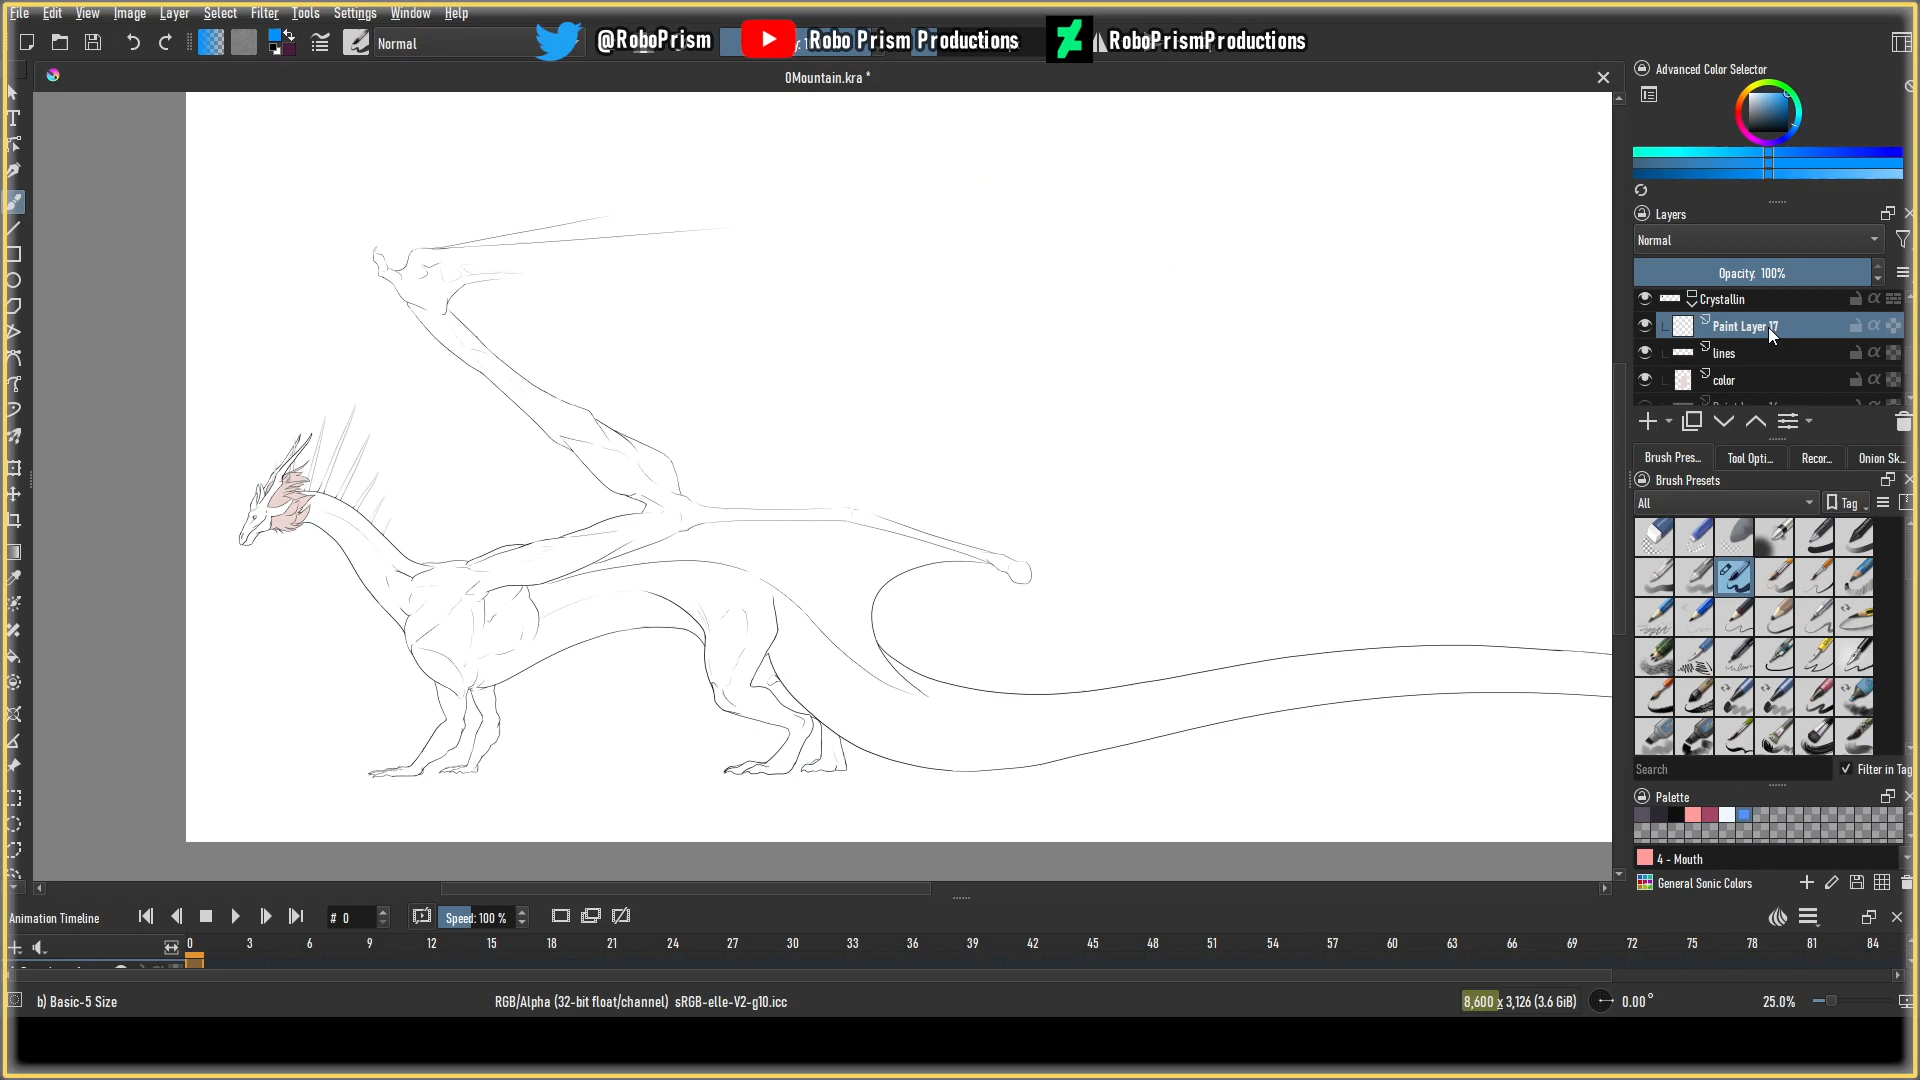 File Edit View Image Layer Select Filter Tools Settings Window Help
Normal
@RoboPrism
Robo Prism Productions
RoboPrismProductions
0Mountain.kra *
Advanced Color Selector
Layers
Normal
Opacity: 100%
Crystallin
Paint Layer 17
lines
color
Brush Pres... Tool Opti... Recor... Onion Sk...
Brush Presets
All
Tag
Search
Filter in Tag
Palette
4 - Mouth
General Sonic Colors
Animation Timeline
# 0
Speed: 100 %
0 3 6 9 12 15 18 21 24 27 30 33 36 39 42 45 48 51 54 57 60 63 66 69 72 75 78 81 84
b) Basic-5 Size
RGB/Alpha (32-bit float/channel) sRGB-elle-V2-g10.icc
8,600 x 3,126 (3.6 GiB)
0.00°
25.0%